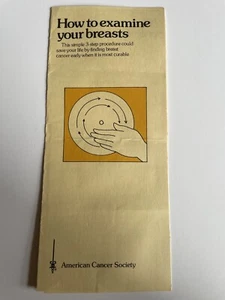 How to examine
your breasts
This simple 3 step procedure could
save your life by finding breast
cancer early when it is most curable
American Cancer Society